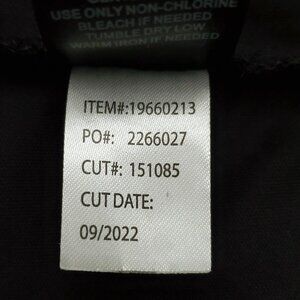 USE ONLY NON-CHLORINE
BLEACH IF NEEDED
TUMBLE DRY LOW
WARM IRON IF NEEDED
ITEM#:19660213
PO#: 2266027
CUT#: 151085
CUT DATE:
09/2022